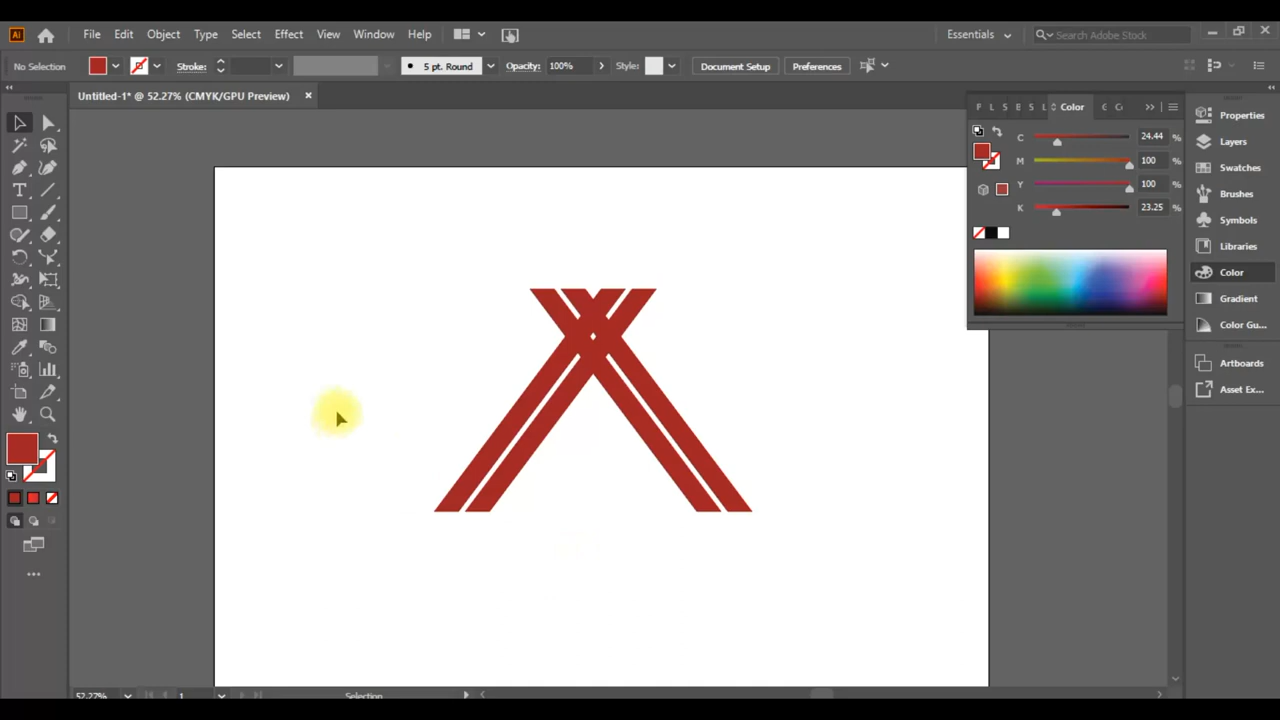 Ai File Edit Object Type Select Effect View Window Help Essentials Search Adobe Stock
No Selection Stroke: 5 pt. Round Opacity: 100% Style: Document Setup Preferences
Untitled-1* @ 52.27% (CMYK/GPU Preview)
F L S B S L Color C Cc
C 24.44 %
M 100 %
Y 100 %
K 23.25 %
Properties
Layers
Swatches
Brushes
Symbols
Libraries
Color
Gradient
Color Gu...
Artboards
Asset Ex...
52.27% 1 Selection